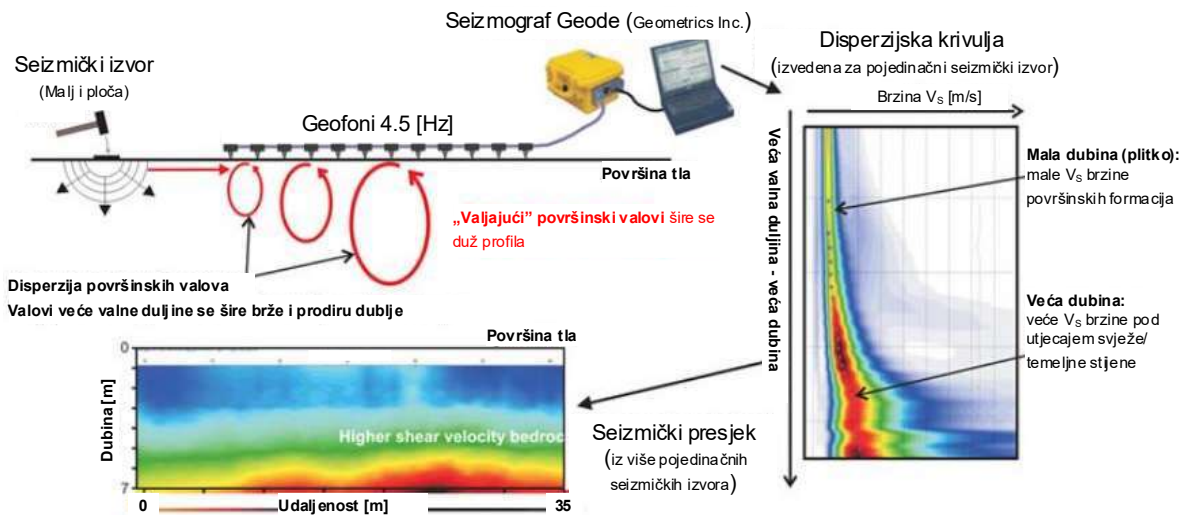 Seizmograf Geode (Geometrics Inc.)
Seizmički izvor
(Malj i ploča)
Geofoni 4.5 [Hz]
Površina tla
„Valjajući” površinski valovi šire se
duž profila
Disperzija površinskih valova
Valovi veće valne duljine se šire brže i prodiru dublje
Disperzijska krivulja
(izvedena za pojedinačni seizmički izvor)
Brzina VS [m/s]
Veća valna duljina - veća dubina
Mala dubina (plitko):
male VS brzine
površinskih formacija
Veća dubina:
veće VS brzine pod
utjecajem svježe/
temeljne stijene
Površina tla
0
Dubina [m]
7
Higher shear velocity bedroc
0 Udaljenost [m] 35
Seizmički presjek
(iz više pojedinačnih
seizmičkih izvora)